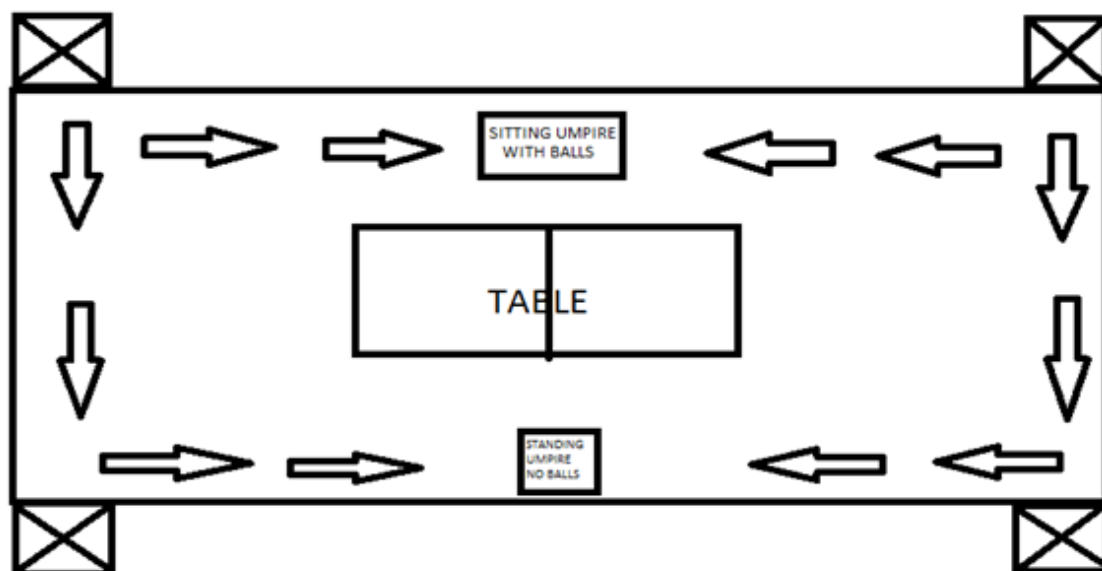 SITTING UMPIRE
WITH BALLS
TABLE
STANDING
UMPIRE
NO BALLS